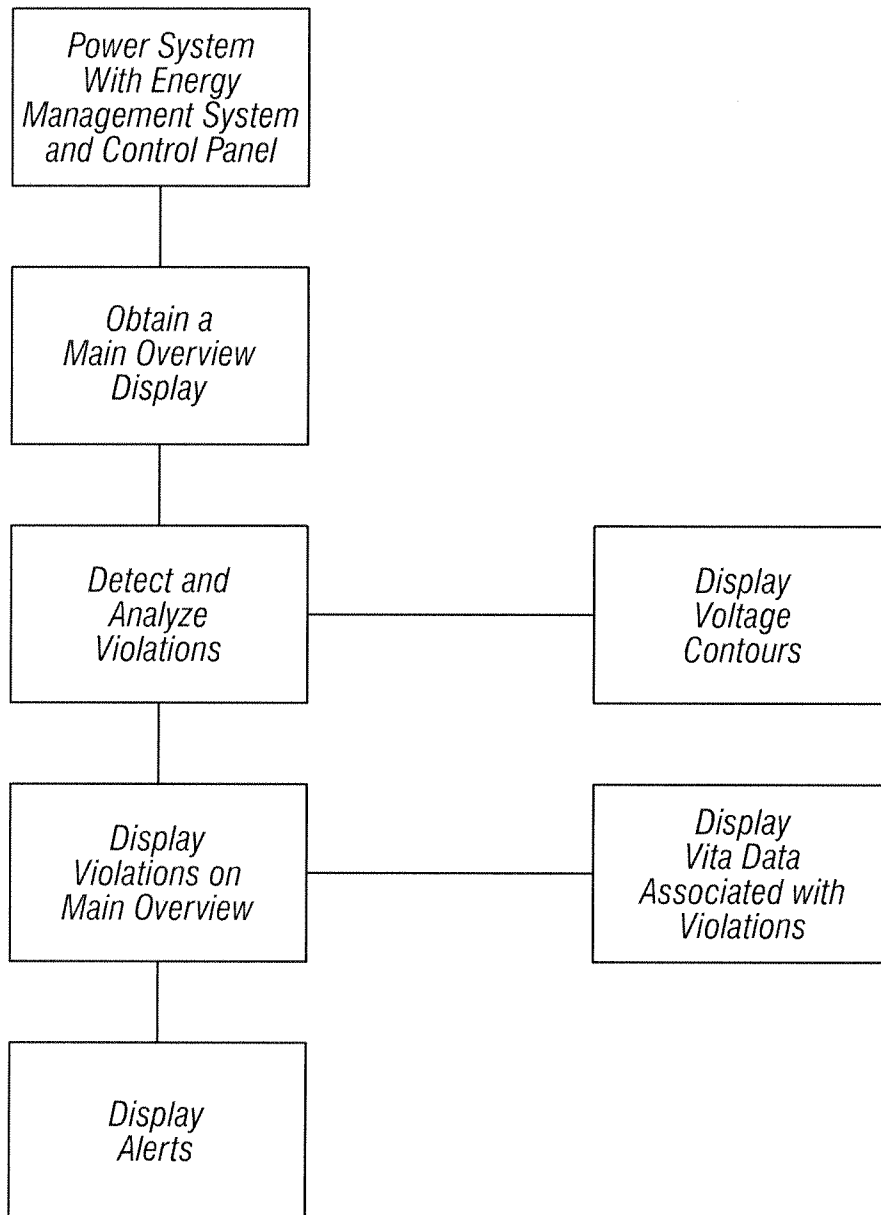 Power System
With Energy
Management System
and Control Panel
Obtain a
Main Overview
Display
Detect and
Analyze
Violations
Display
Voltage
Contours
Display
Violations on
Main Overview
Display
Vita Data
Associated with
Violations
Display
Alerts